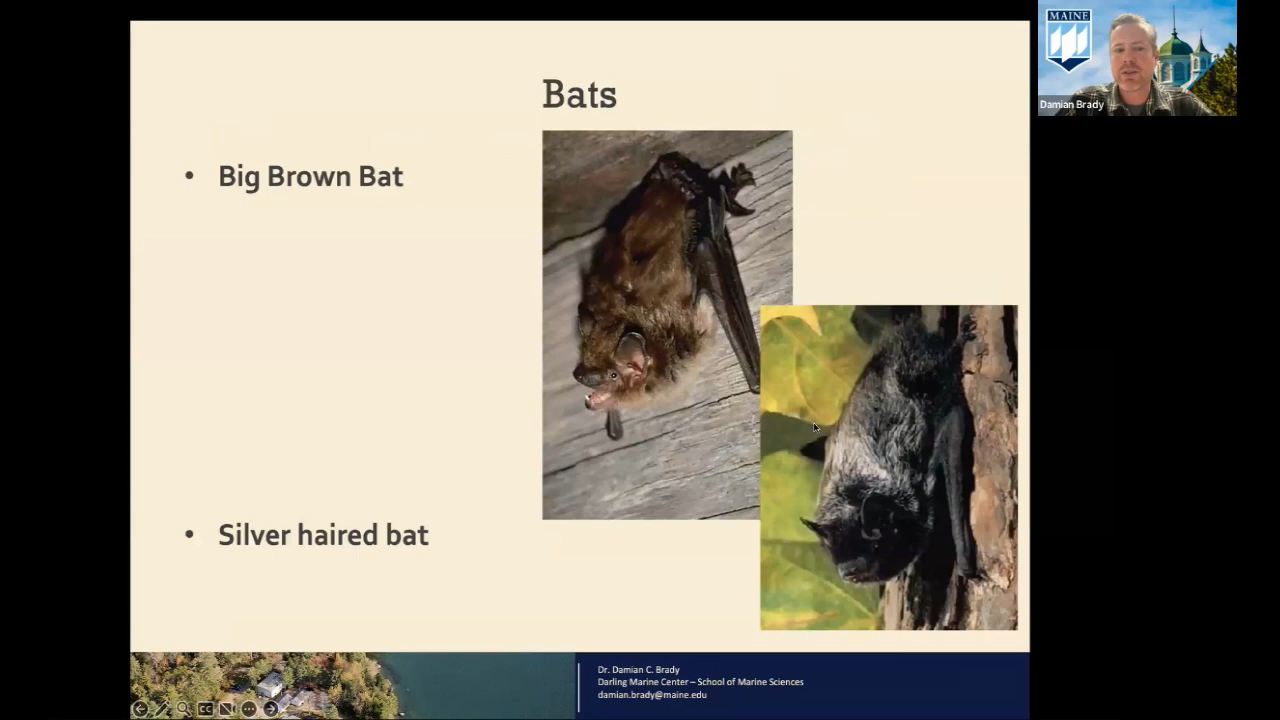 Bats
• Big Brown Bat
• Silver haired bat
Dr. Damian C. Brady
Darling Marine Center – School of Marine Sciences
damian.brady@maine.edu
CC
MAINE
Damian Brady